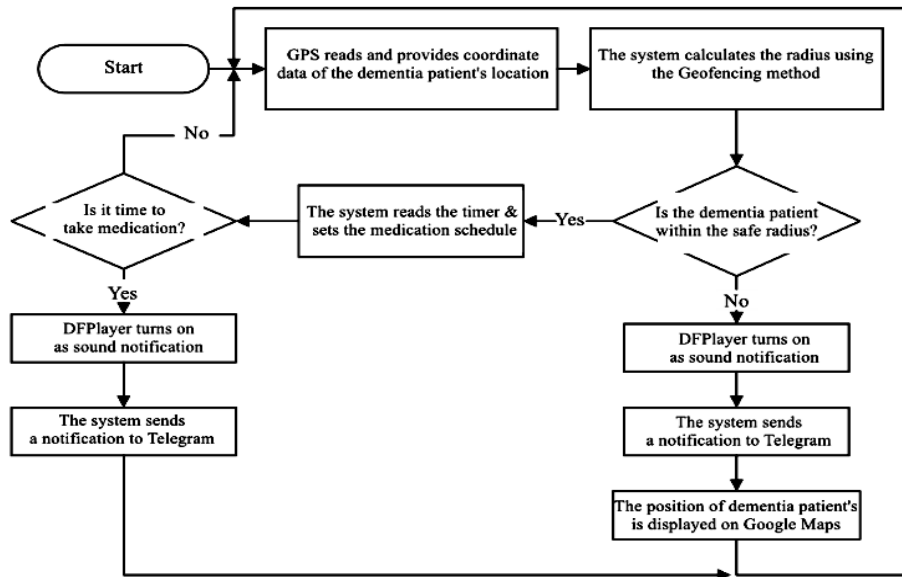 Start
GPS reads and provides coordinate
data of the dementia patient's location
The system calculates the radius using
the Geofencing method
No
Is it time to
take medication?
The system reads the timer &
sets the medication schedule
Yes
Is the dementia patient
within the safe radius?
Yes
No
DFPlayer turns on
as sound notification
DFPlayer turns on
as sound notification
The system sends
a notification to Telegram
The system sends
a notification to Telegram
The position of dementia patient's
is displayed on Google Maps